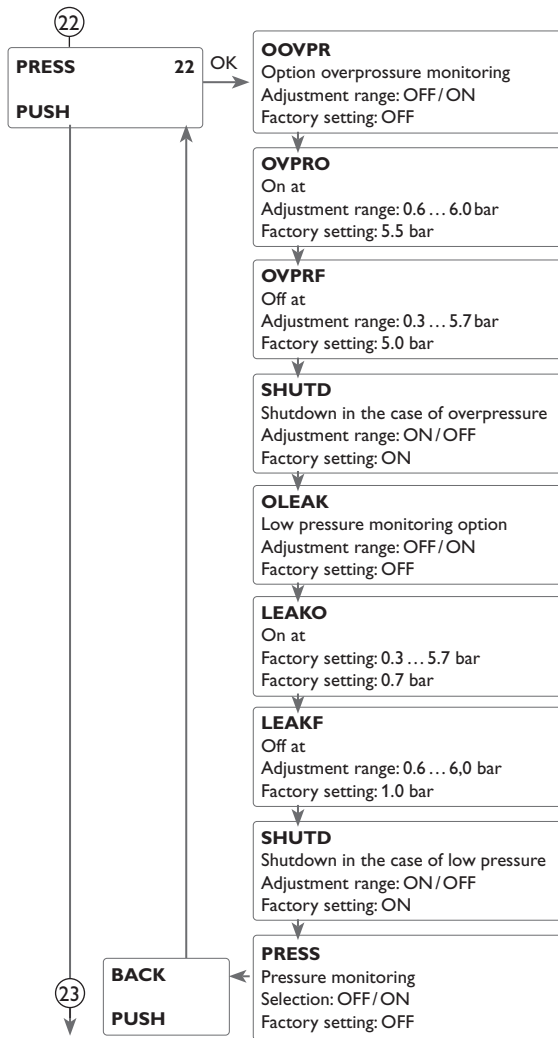 22
PRESS 22
PUSH
OK
OOVPR
Option overprossure monitoring
Adjustment range: OFF/ON
Factory setting: OFF
OVPRO
On at
Adjustment range: 0.6 … 6.0 bar
Factory setting: 5.5 bar
OVPRF
Off at
Adjustment range: 0.3 … 5.7 bar
Factory setting: 5.0 bar
SHUTD
Shutdown in the case of overpressure
Adjustment range: ON/OFF
Factory setting: ON
OLEAK
Low pressure monitoring option
Adjustment range: OFF/ON
Factory setting: OFF
LEAKO
On at
Factory setting: 0.3 … 5.7 bar
Factory setting: 0.7 bar
LEAKF
Off at
Adjustment range: 0.6 … 6,0 bar
Factory setting: 1.0 bar
SHUTD
Shutdown in the case of low pressure
Adjustment range: ON/OFF
Factory setting: ON
PRESS
Pressure monitoring
Selection: OFF/ON
Factory setting: OFF
BACK
PUSH
23